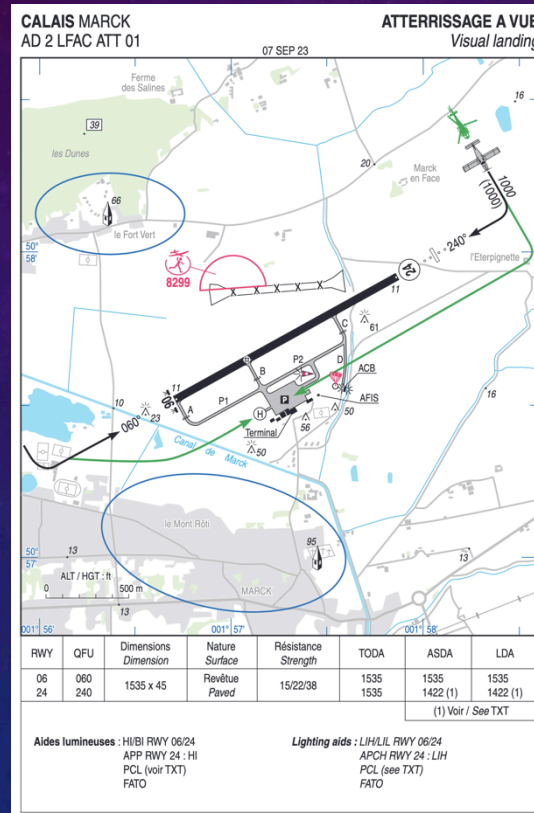 CALAIS MARCK
AD 2 LFAC ATT 01
ATTERRISSAGE A VUE
Visual landing
07 SEP 23
Ferme
des Salines
16
39
les Dunes
20
Marck
en Face
1000
(1000)
66
le Fort Vert
240°
50°
58'
l'Eterpignette
8299
24
11
61
C
P2
B
D
ACB
11
06
P
16
AFIS
P1
A
H
50
10
23
060°
56
Terminal
50
Canal de Marck
le Mont Rôti
95
50°
57'
13
13
ALT / HGT : ft
0 500 m
MARCK
13
001° 56'
001° 57'
001° 58'
RWY QFU Dimensions Nature Résistance TODA ASDA LDA
Dimension Surface Strength
06 060 1535 x 45 Revêtue 15/22/38 1535 1535 1535
24 240 Paved 1535 1422 (1) 1422 (1)
(1) Voir / See TXT
Aides lumineuses : HI/BI RWY 06/24
APP RWY 24 : HI
PCL (voir TXT)
FATO
Lighting aids : LIH/LIL RWY 06/24
APCH RWY 24 : LIH
PCL (see TXT)
FATO